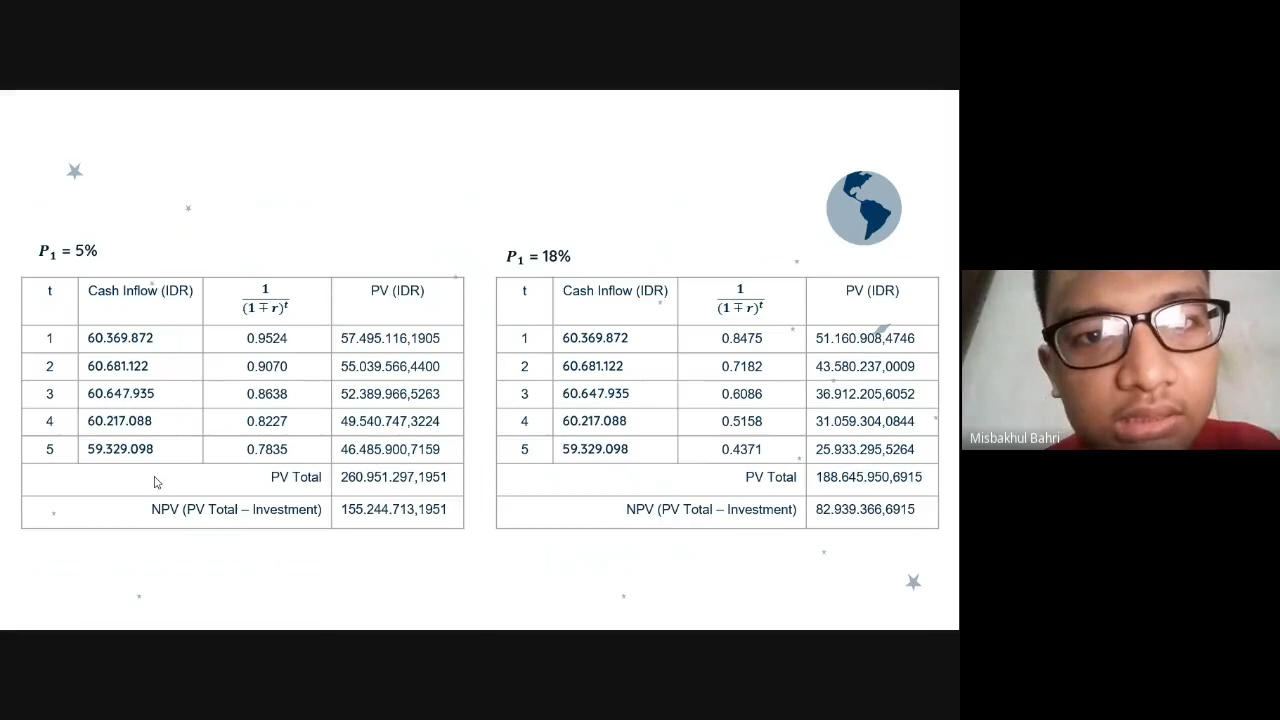 P₁ = 5%
t Cash Inflow (IDR) 1/(1∓r)^t PV (IDR)
1 60.369.872 0.9524 57.495.116,1905
2 60.681.122 0.9070 55.039.566,4400
3 60.647.935 0.8638 52.389.966,5263
4 60.217.088 0.8227 49.540.747,3224
5 59.329.098 0.7835 46.485.900,7159
PV Total 260.951.297,1951
NPV (PV Total – Investment) 155.244.713,1951
P₁ = 18%
t Cash Inflow (IDR) 1/(1∓r)^t PV (IDR)
1 60.369.872 0.8475 51.160.908,4746
2 60.681.122 0.7182 43.580.237,0009
3 60.647.935 0.6086 36.912.205,6052
4 60.217.088 0.5158 31.059.304,0844
5 59.329.098 0.4371 25.933.295,5264
PV Total 188.645.950,6915
NPV (PV Total – Investment) 82.939.366,6915
Misbakhul Bahri